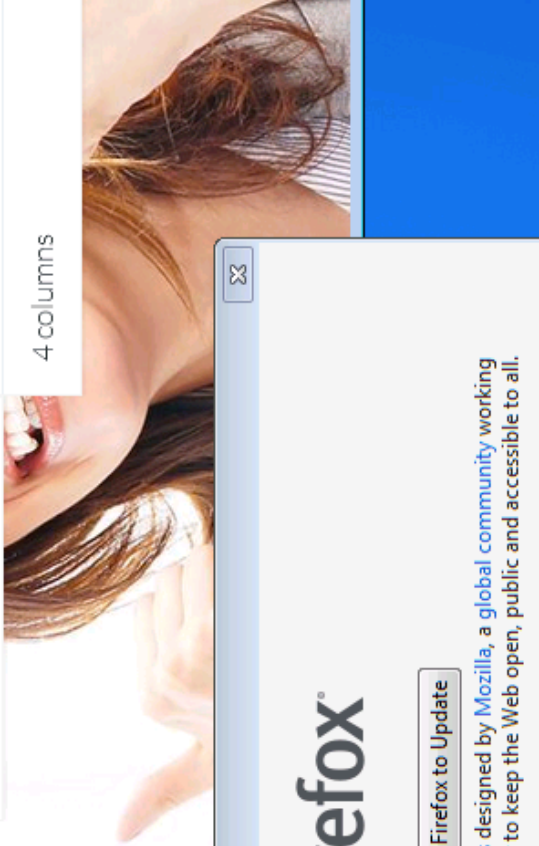 4 columns
efox
Firefox to Update
designed by Mozilla, a global community working
to keep the Web open, public and accessible to all.